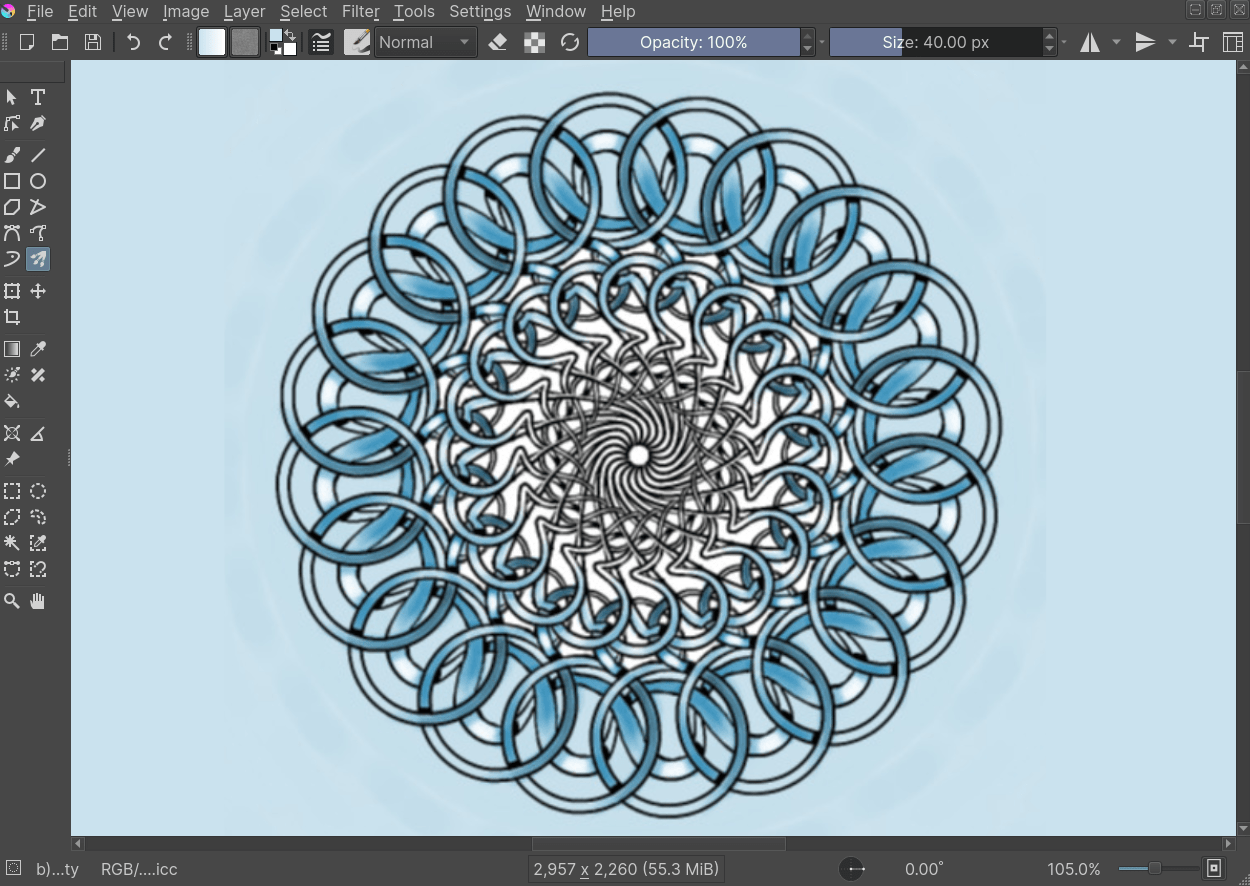 File Edit View Image Layer Select Filter Tools Settings Window Help
Normal Opacity: 100% Size: 40.00 px
b)...ty RGB/....icc 2,957 x 2,260 (55.3 MiB) 0.00° 105.0%